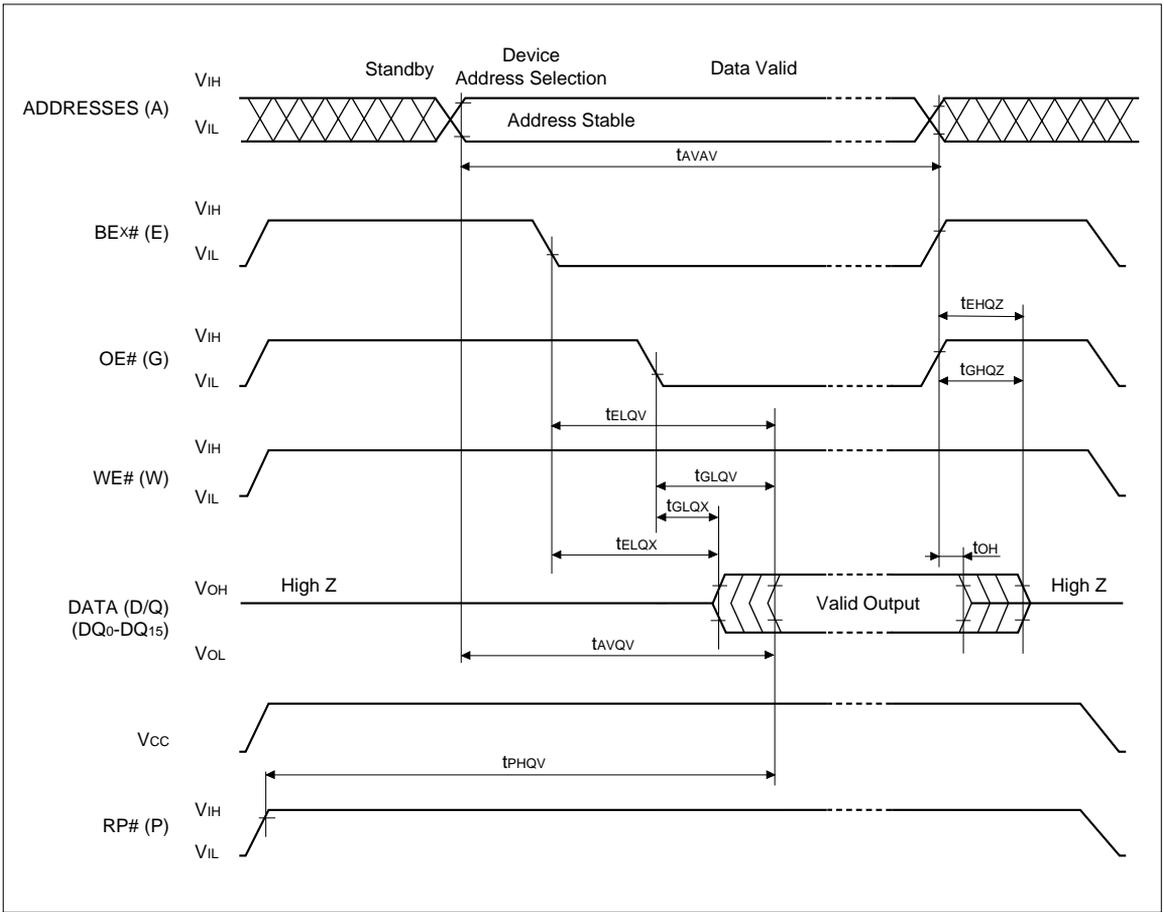 Standby
Device
Address Selection
Data Valid
VIH
ADDRESSES (A)
VIL
Address Stable
tAVAV
VIH
BEX# (E)
VIL
tEHQZ
VIH
OE# (G)
VIL
tGHQZ
tELQV
VIH
WE# (W)
tGLQV
VIL
tGLQX
tELQX
tOH
VOH
High Z
High Z
DATA (D/Q)
(DQ0-DQ15)
Valid Output
VOL
tAVQV
VCC
tPHQV
VIH
RP# (P)
VIL